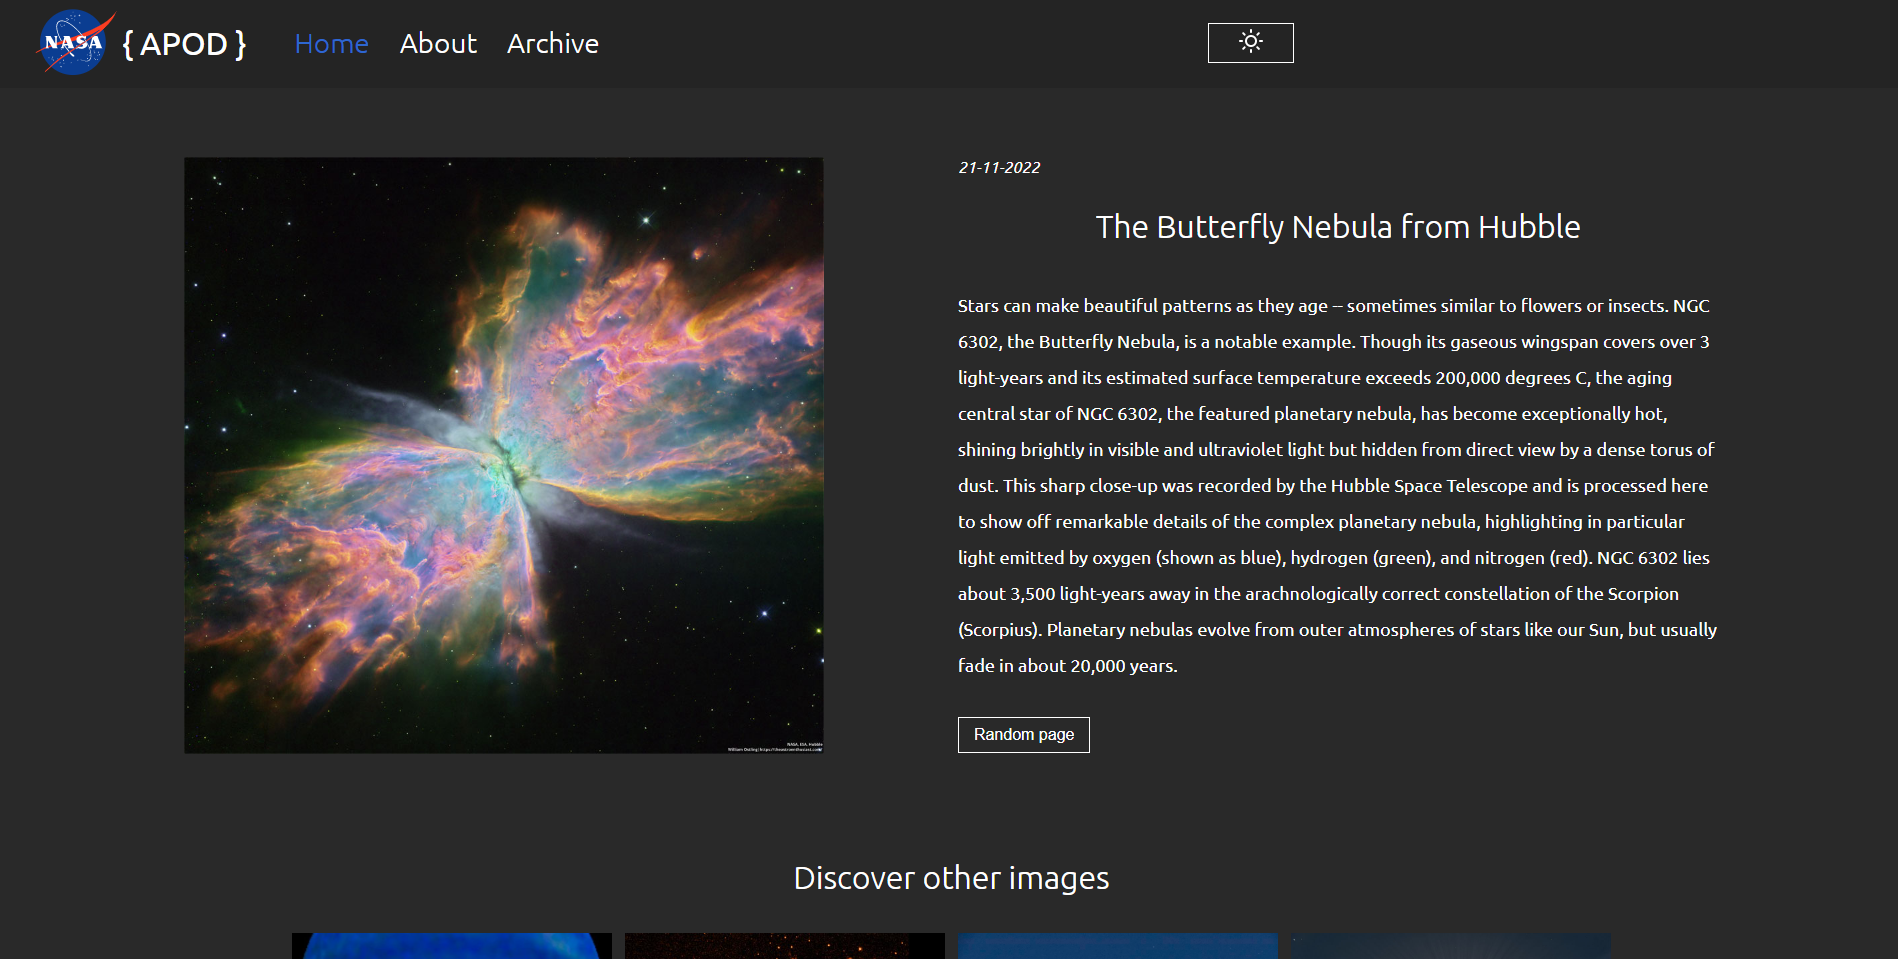 NASA
{ APOD }
Home
About
Archive
21-11-2022
The Butterfly Nebula from Hubble
Stars can make beautiful patterns as they age -- sometimes similar to flowers or insects. NGC
6302, the Butterfly Nebula, is a notable example. Though its gaseous wingspan covers over 3
light-years and its estimated surface temperature exceeds 200,000 degrees C, the aging
central star of NGC 6302, the featured planetary nebula, has become exceptionally hot,
shining brightly in visible and ultraviolet light but hidden from direct view by a dense torus of
dust. This sharp close-up was recorded by the Hubble Space Telescope and is processed here
to show off remarkable details of the complex planetary nebula, highlighting in particular
light emitted by oxygen (shown as blue), hydrogen (green), and nitrogen (red). NGC 6302 lies
about 3,500 light-years away in the arachnologically correct constellation of the Scorpion
(Scorpius). Planetary nebulas evolve from outer atmospheres of stars like our Sun, but usually
fade in about 20,000 years.
NASA, ESA, Hubble
Random page
Discover other images